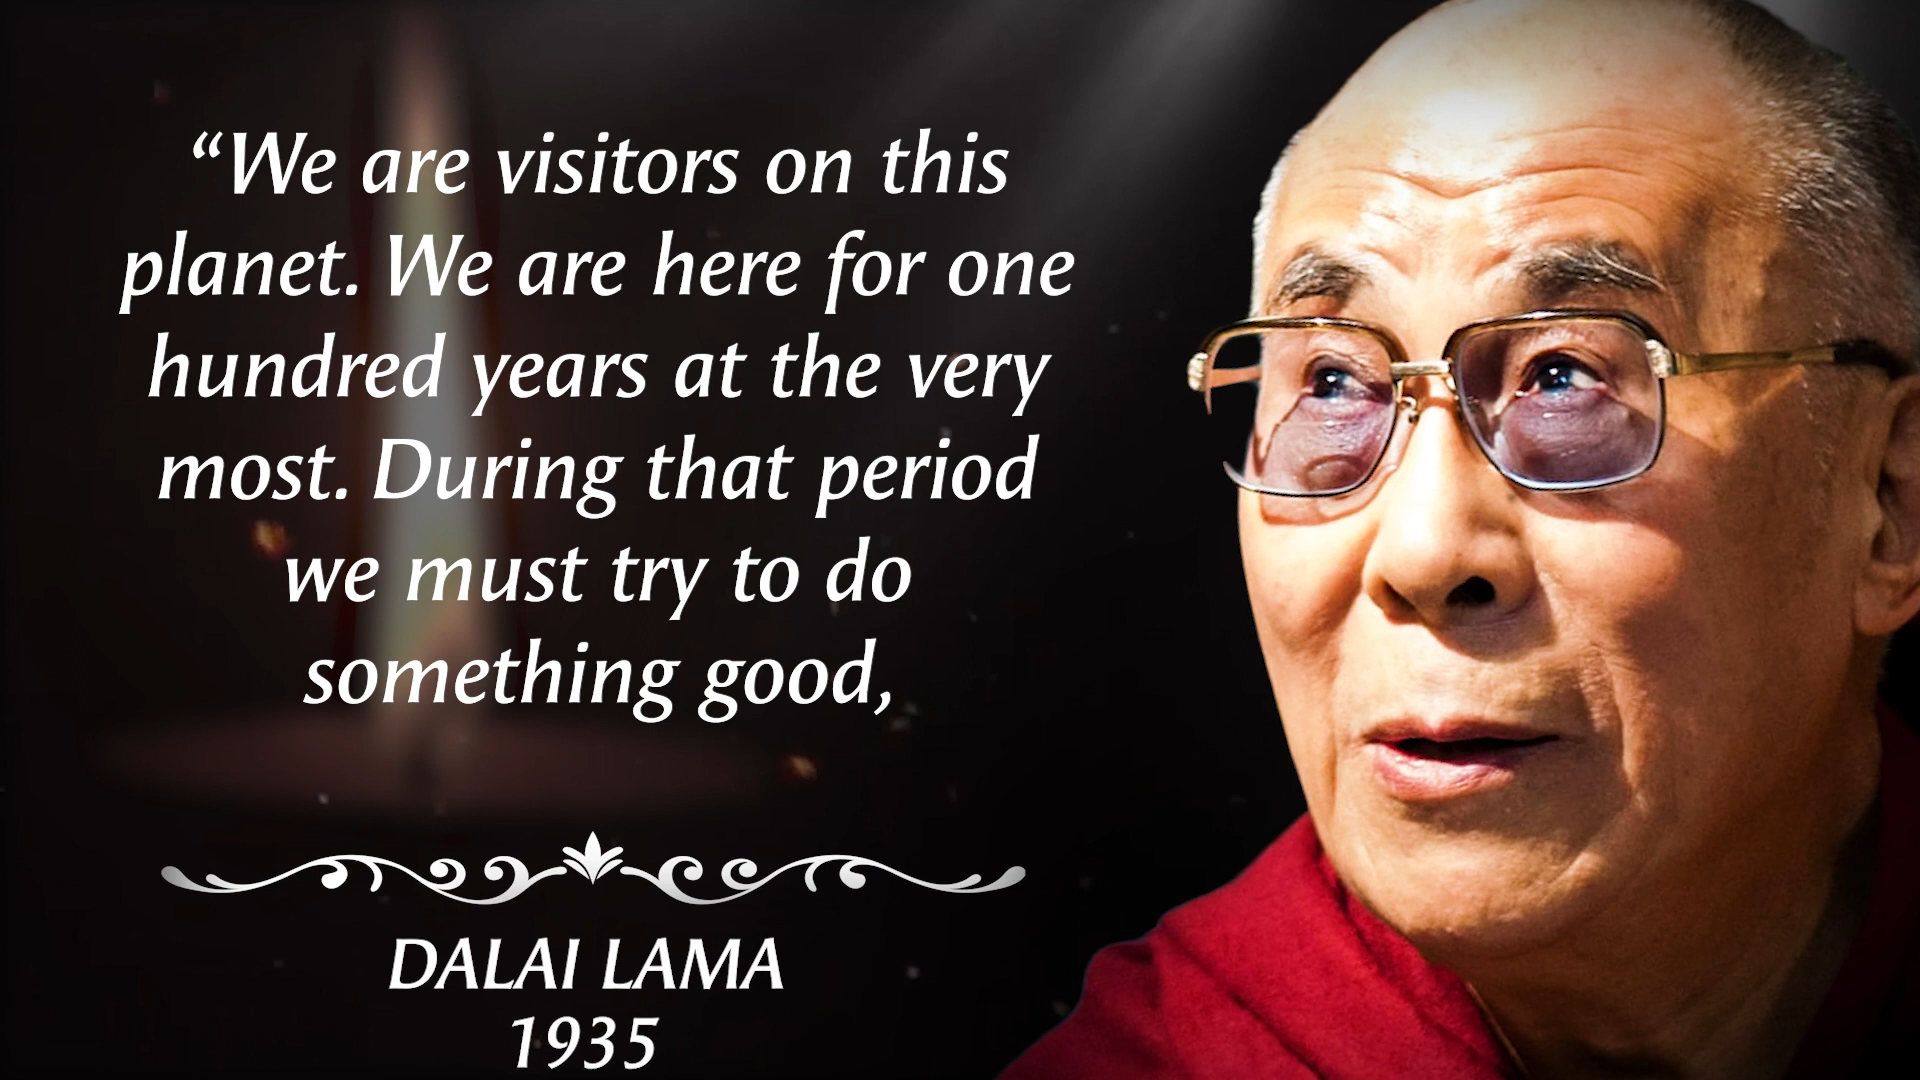 “We are visitors on this
planet. We are here for one
hundred years at the very
most. During that period
we must try to do
something good,
DALAI LAMA
1935